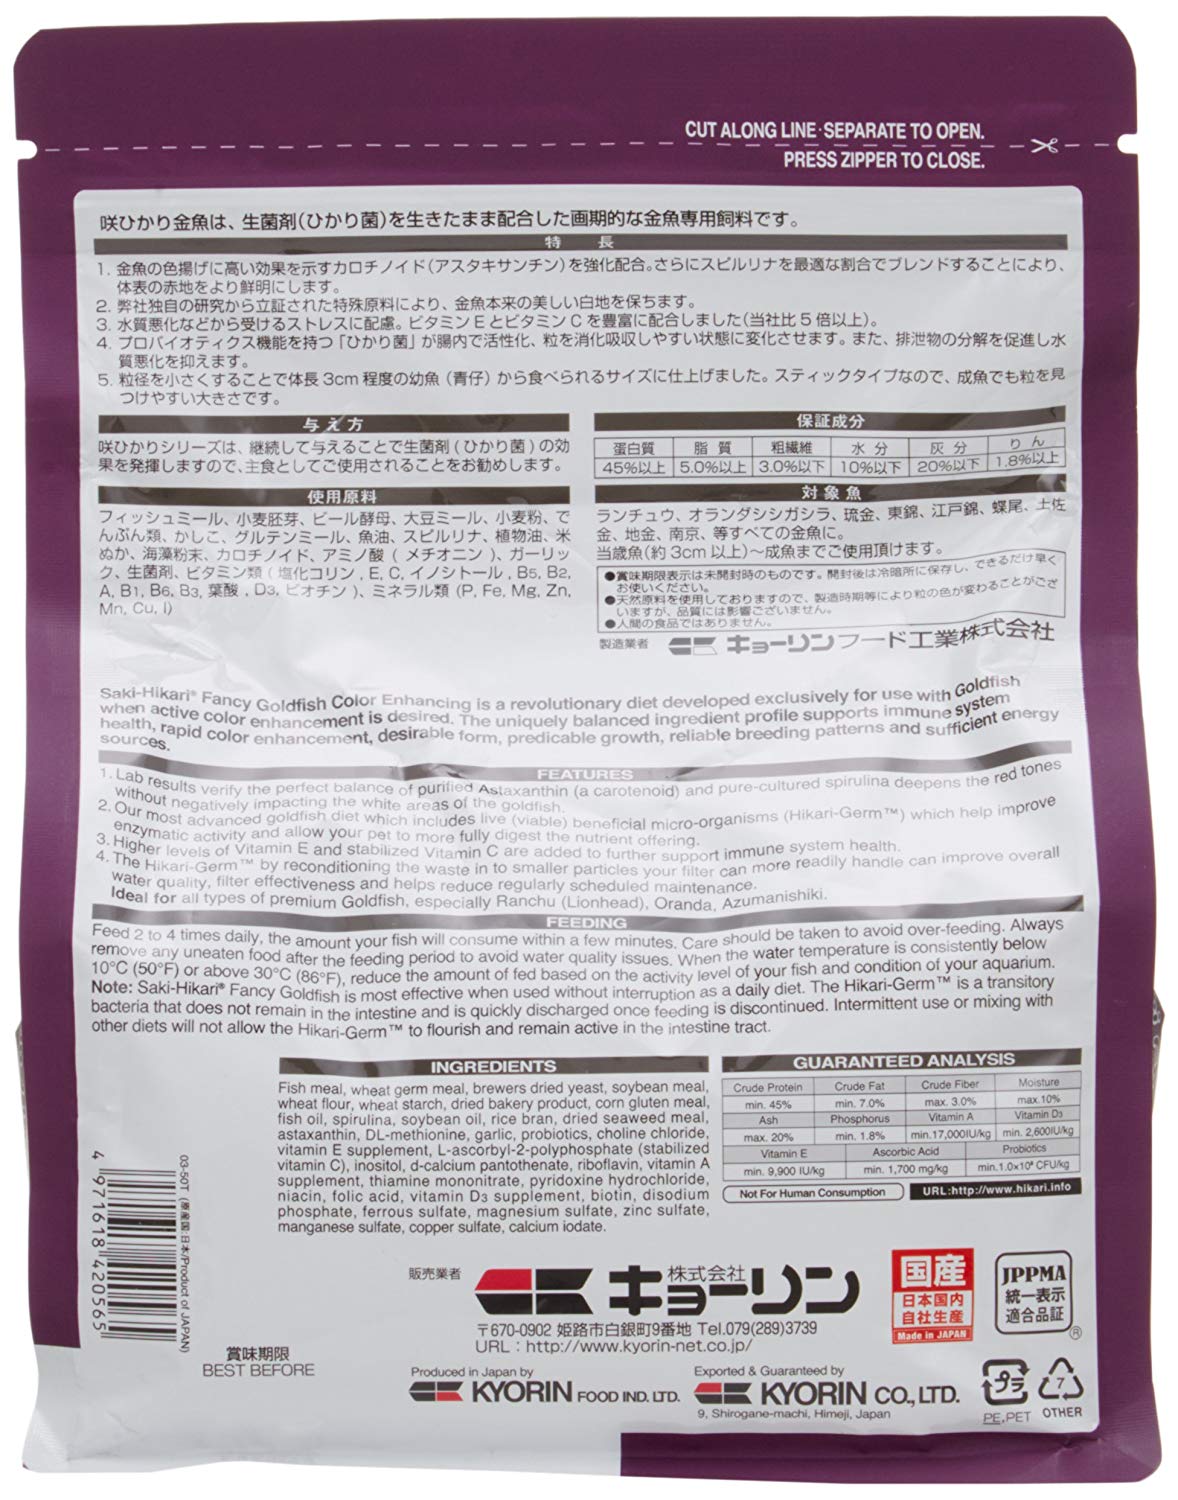 CUT ALONG LINE·SEPARATE TO OPEN.
PRESS ZIPPER TO CLOSE.
咲ひかり金魚は、生菌剤(ひかり菌)を生きたまま配合した画期的な金魚専用飼料です。
特 長
1. 金魚の色揚げに高い効果を示すカロチノイド(アスタキサンチン)を強化配合。さらにスピルリナを最適な割合でブレンドすることにより、
体表の赤地をより鮮明にします。
2. 弊社独自の研究から立証された特殊原料により、金魚本来の美しい白地を保ちます。
3. 水質悪化などから受けるストレスに配慮。ビタミンEとビタミンCを豊富に配合しました(当社比5倍以上)。
4. プロバイオティクス機能を持つ「ひかり菌」が腸内で活性化、粒を消化吸収しやすい状態に変化させます。また、排泄物の分解を促進し水
質悪化を抑えます。
5. 粒径を小さくすることで体長3cm程度の幼魚(青仔)から食べられるサイズに仕上げました。スティックタイプなので、成魚でも粒を見
つけやすい大きさです。
与え方
咲ひかりシリーズは、継続して与えることで生菌剤(ひかり菌)の効
果を発揮しますので、主食としてご使用されることをお勧めします。
保証成分
蛋白質 脂 質 粗繊維 水 分 灰 分 りん
45%以上 5.0%以上 3.0%以下 10%以下 20%以下 1.8%以上
使用原料
フィッシュミール、小麦胚芽、ビール酵母、大豆ミール、小麦粉、で
んぷん類、かしこ、グルテンミール、魚油、スピルリナ、植物油、米
ぬか、海藻粉末、カロチノイド、アミノ酸 ( メチオニン )、ガーリッ
ク、生菌剤、ビタミン類 ( 塩化コリン , E, C, イノシトール , B5, B2,
A, B1, B6, B3, 葉酸 , D3, ビオチン )、ミネラル類 (P, Fe, Mg, Zn,
Mn, Cu, I)
対象魚
ランチュウ、オランダシシガシラ、琉金、東錦、江戸錦、蝶尾、土佐
金、地金、南京、等すべての金魚に。
当歳魚(約3cm以上)〜成魚までご使用頂けます。
●賞味期限表示は未開封時のものです。開封後は冷暗所に保存し、できるだけ早く
お使いください。
●天然原料を使用しておりますので、製造時期等により粒の色が変わることがござ
いますが、品質には影響ございません。
●人間の食品ではありません。
製造業者 キョーリンフード工業株式会社
Saki-Hikari® Fancy Goldfish Color Enhancing is a revolutionary diet developed exclusively for use with Goldfish
when active color enhancement is desired. The uniquely balanced ingredient profile supports immune system
health, rapid color enhancement, desirable form, predicable growth, reliable breeding patterns and sufficient energy
sources.
FEATURES
1. Lab results verify the perfect balance of purified Astaxanthin (a carotenoid) and pure-cultured spirulina deepens the red tones
without negatively impacting the white areas of the goldfish.
2. Our most advanced goldfish diet which includes live (viable) beneficial micro-organisms (Hikari-Germ™) which help improve
enzymatic activity and allow your pet to more fully digest the nutrient offering.
3. Higher levels of Vitamin E and stabilized Vitamin C are added to further support immune system health.
4. The Hikari-Germ™ by reconditioning the waste in to smaller particles your filter can more readily handle can improve overall
water quality, filter effectiveness and helps reduce regularly scheduled maintenance.
Ideal for all types of premium Goldfish, especially Ranchu (Lionhead), Oranda, Azumanishiki.
FEEDING
Feed 2 to 4 times daily, the amount your fish will consume within a few minutes. Care should be taken to avoid over-feeding. Always
remove any uneaten food after the feeding period to avoid water quality issues. When the water temperature is consistently below
10°C (50°F) or above 30°C (86°F), reduce the amount of fed based on the activity level of your fish and condition of your aquarium.
Note: Saki-Hikari® Fancy Goldfish is most effective when used without interruption as a daily diet. The Hikari-Germ™ is a transitory
bacteria that does not remain in the intestine and is quickly discharged once feeding is discontinued. Intermittent use or mixing with
other diets will not allow the Hikari-Germ™ to flourish and remain active in the intestine tract.
INGREDIENTS
Fish meal, wheat germ meal, brewers dried yeast, soybean meal,
wheat flour, wheat starch, dried bakery product, corn gluten meal,
fish oil, spirulina, soybean oil, rice bran, dried seaweed meal,
astaxanthin, DL-methionine, garlic, probiotics, choline chloride,
vitamin E supplement, L-ascorbyl-2-polyphosphate (stabilized
vitamin C), inositol, d-calcium pantothenate, riboflavin, vitamin A
supplement, thiamine mononitrate, pyridoxine hydrochloride,
niacin, folic acid, vitamin D3 supplement, biotin, disodium
phosphate, ferrous sulfate, magnesium sulfate, zinc sulfate,
manganese sulfate, copper sulfate, calcium iodate.
GUARANTEED ANALYSIS
Crude Protein Crude Fat Crude Fiber Moisture
min. 45% min. 7.0% max. 3.0% max.10%
Ash Phosphorus Vitamin A Vitamin D3
max. 20% min. 1.8% min.17,000IU/kg min. 2,600IU/kg
Vitamin E Ascorbic Acid Probiotics
min. 9,900 IU/kg min. 1,700 mg/kg min.1.0x10⁸ CFU/kg
Not For Human Consumption URL:http://www.hikari.info
4 971618 420565
03-50T (原産国:日本/Product of JAPAN)
賞味期限
BEST BEFORE
販売業者 株式会社 キョーリン
〒670-0902 姫路市白銀町9番地 Tel.079(289)3739
URL : http://www.kyorin-net.co.jp/
国産
日本国内
自社生産
Made in JAPAN
JPPMA
統一表示
適合品証
®
Produced in Japan by
KYORIN FOOD IND. LTD.
Exported & Guaranteed by
KYORIN CO., LTD.
9, Shirogane-machi, Himeji, Japan
プラ
PE,PET
7
OTHER